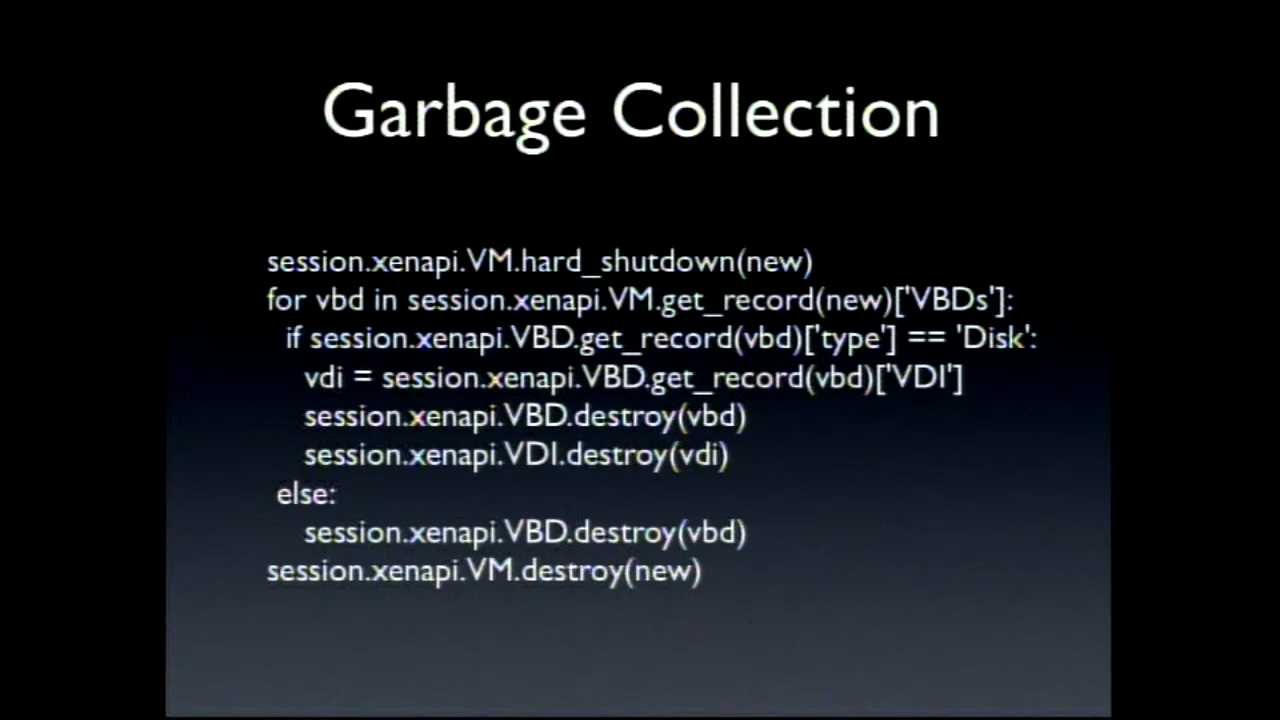 Garbage Collection
session.xenapi.VM.hard_shutdown(new)
for vbd in session.xenapi.VM.get_record(new)['VBDs']:
if session.xenapi.VBD.get_record(vbd)['type'] == 'Disk':
vdi = session.xenapi.VBD.get_record(vbd)['VDI']
session.xenapi.VBD.destroy(vbd)
session.xenapi.VDI.destroy(vdi)
else:
session.xenapi.VBD.destroy(vbd)
session.xenapi.VM.destroy(new)